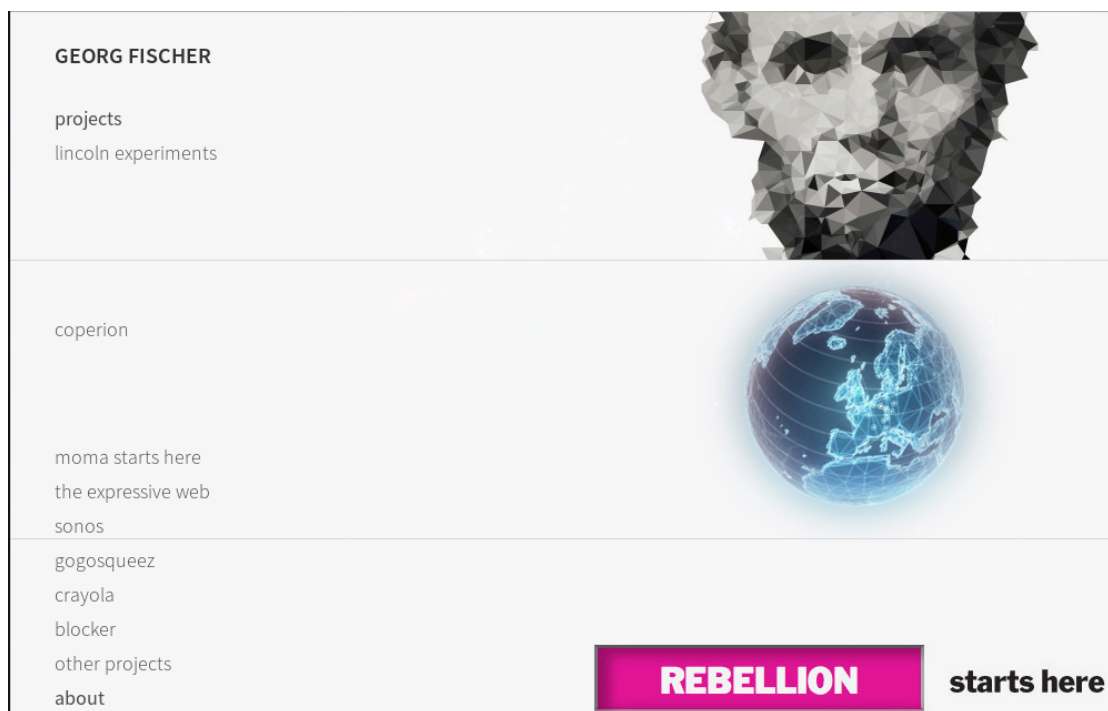 GEORG FISCHER
projects
lincoln experiments
coperion
moma starts here
the expressive web
sonos
gogosqueez
crayola
blocker
other projects
about
REBELLION starts here